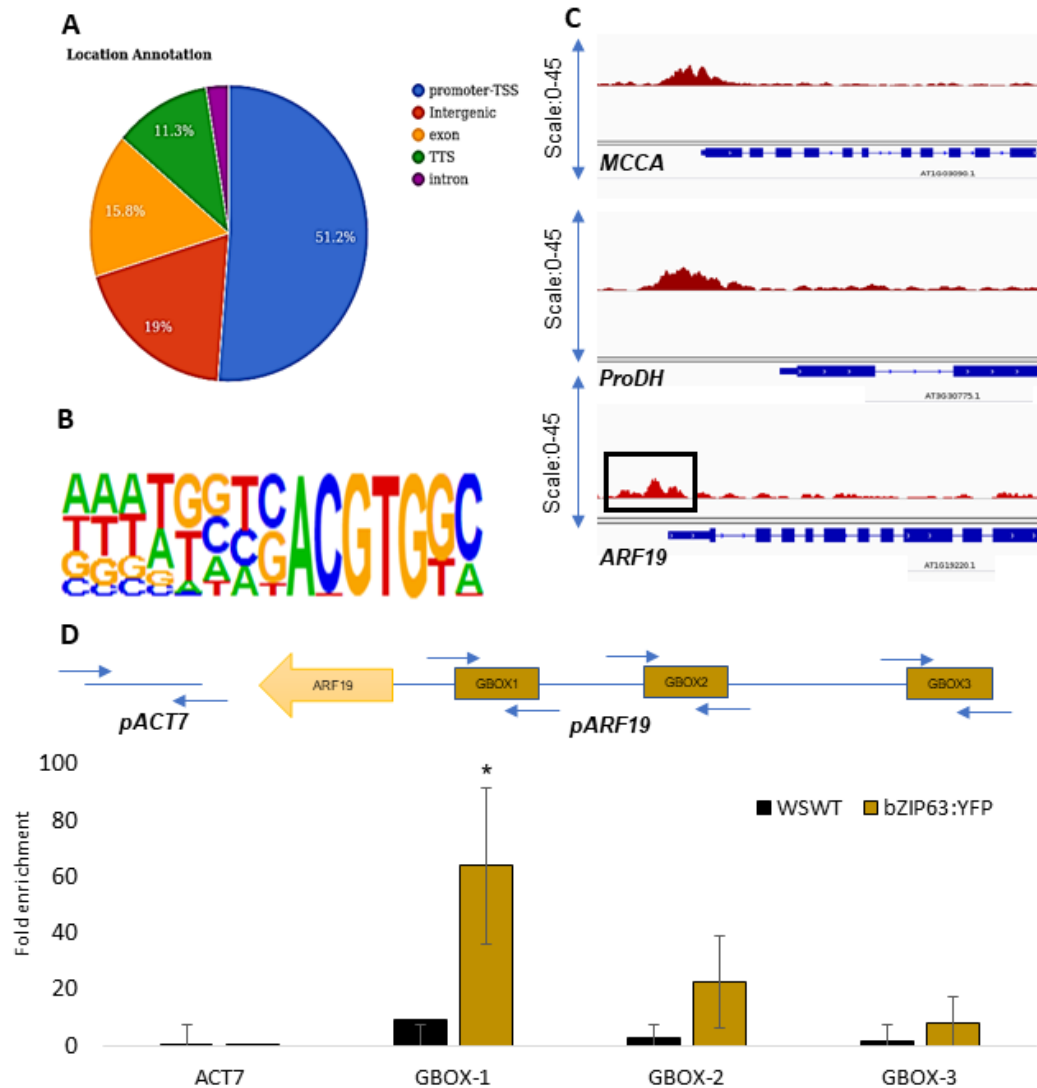 A
Location Annotation
promoter-TSS
Intergenic
exon
TTS
intron
11.3%
15.8%
51.2%
19%
B
C
Scale:0-45
MCCA
AT1G03090.1
Scale:0-45
ProDH
AT3G30775.1
Scale:0-45
ARF19
AT1G19220.1
D
ARF19
GBOX1
GBOX2
GBOX3
pACT7
pARF19
100
80
60
40
20
0
Fold enrichment
*
WSWT
bZIP63:YFP
ACT7
GBOX-1
GBOX-2
GBOX-3